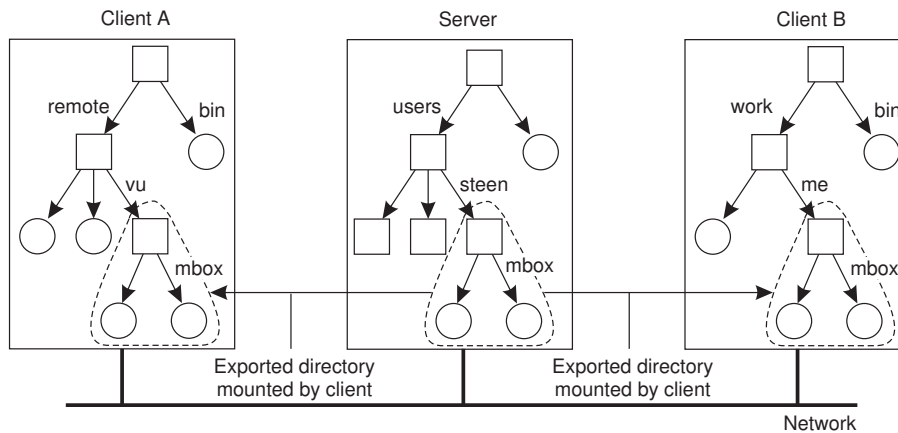 Client A
Server
Client B
remote
bin
users
work
bin
vu
steen
me
mbox
mbox
mbox
Exported directory
mounted by client
Exported directory
mounted by client
Network